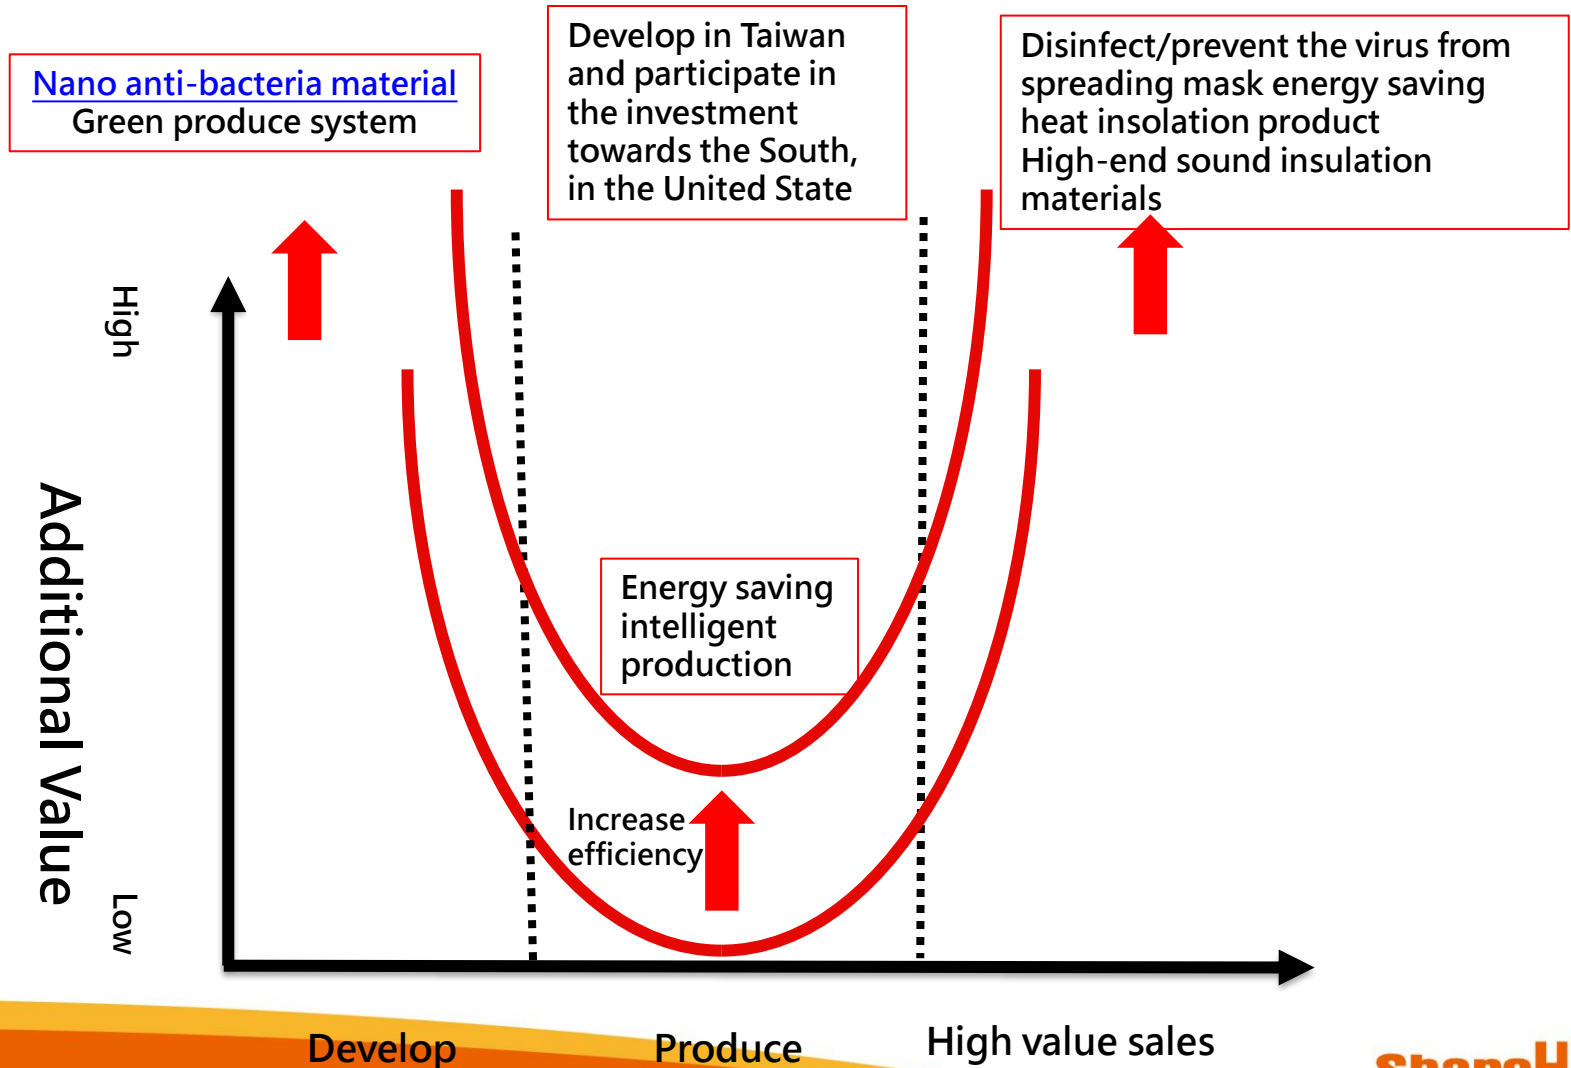 Nano anti-bacteria material
Green produce system
Develop in Taiwan
and participate in
the investment
towards the South,
in the United State
Disinfect/prevent the virus from
spreading mask energy saving
heat insolation product
High-end sound insulation
materials
High
Additional Value
Low
Energy saving
intelligent
production
Increase
efficiency
Develop
Produce
High value sales